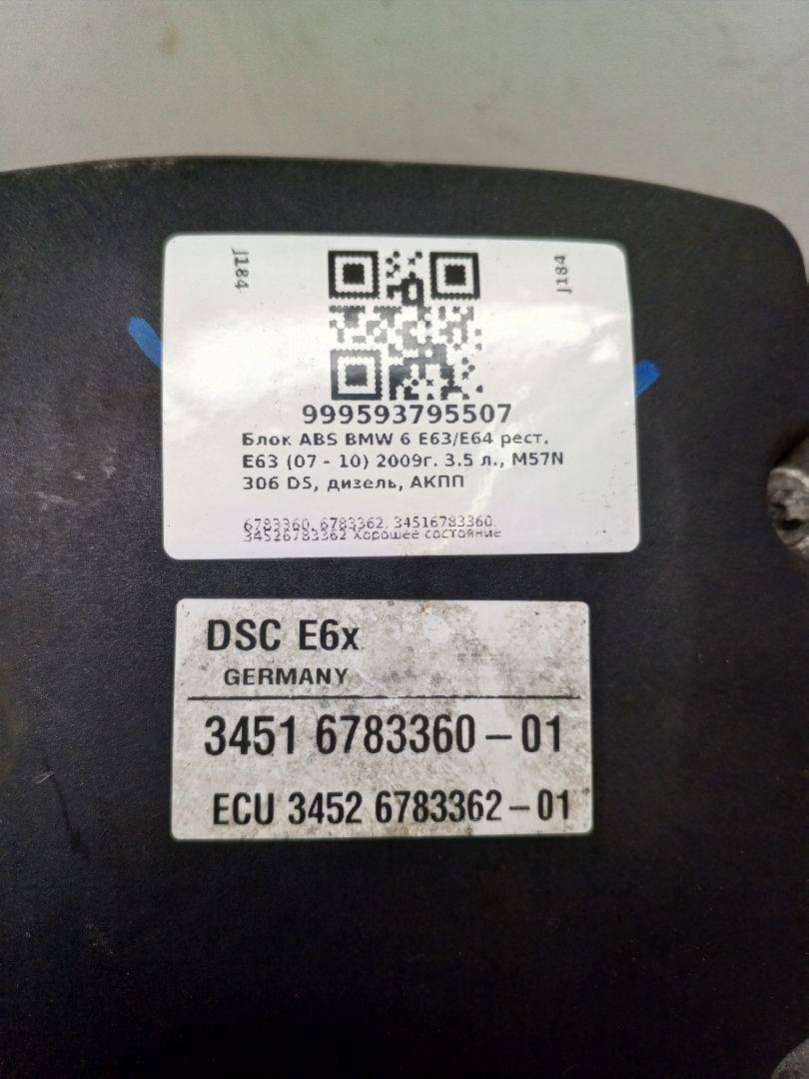 J184
J184
999593795507
Блок ABS BMW 6 E63/E64 рест.
E63 (07 - 10) 2009г. 3.5 л., M57N
306 D5, дизель, АКПП
6783360, 6783362, 34516783360,
34526783362 Хорошее состояние
DSC E6x
GERMANY
3451 6783360-01
ECU 3452 6783362-01